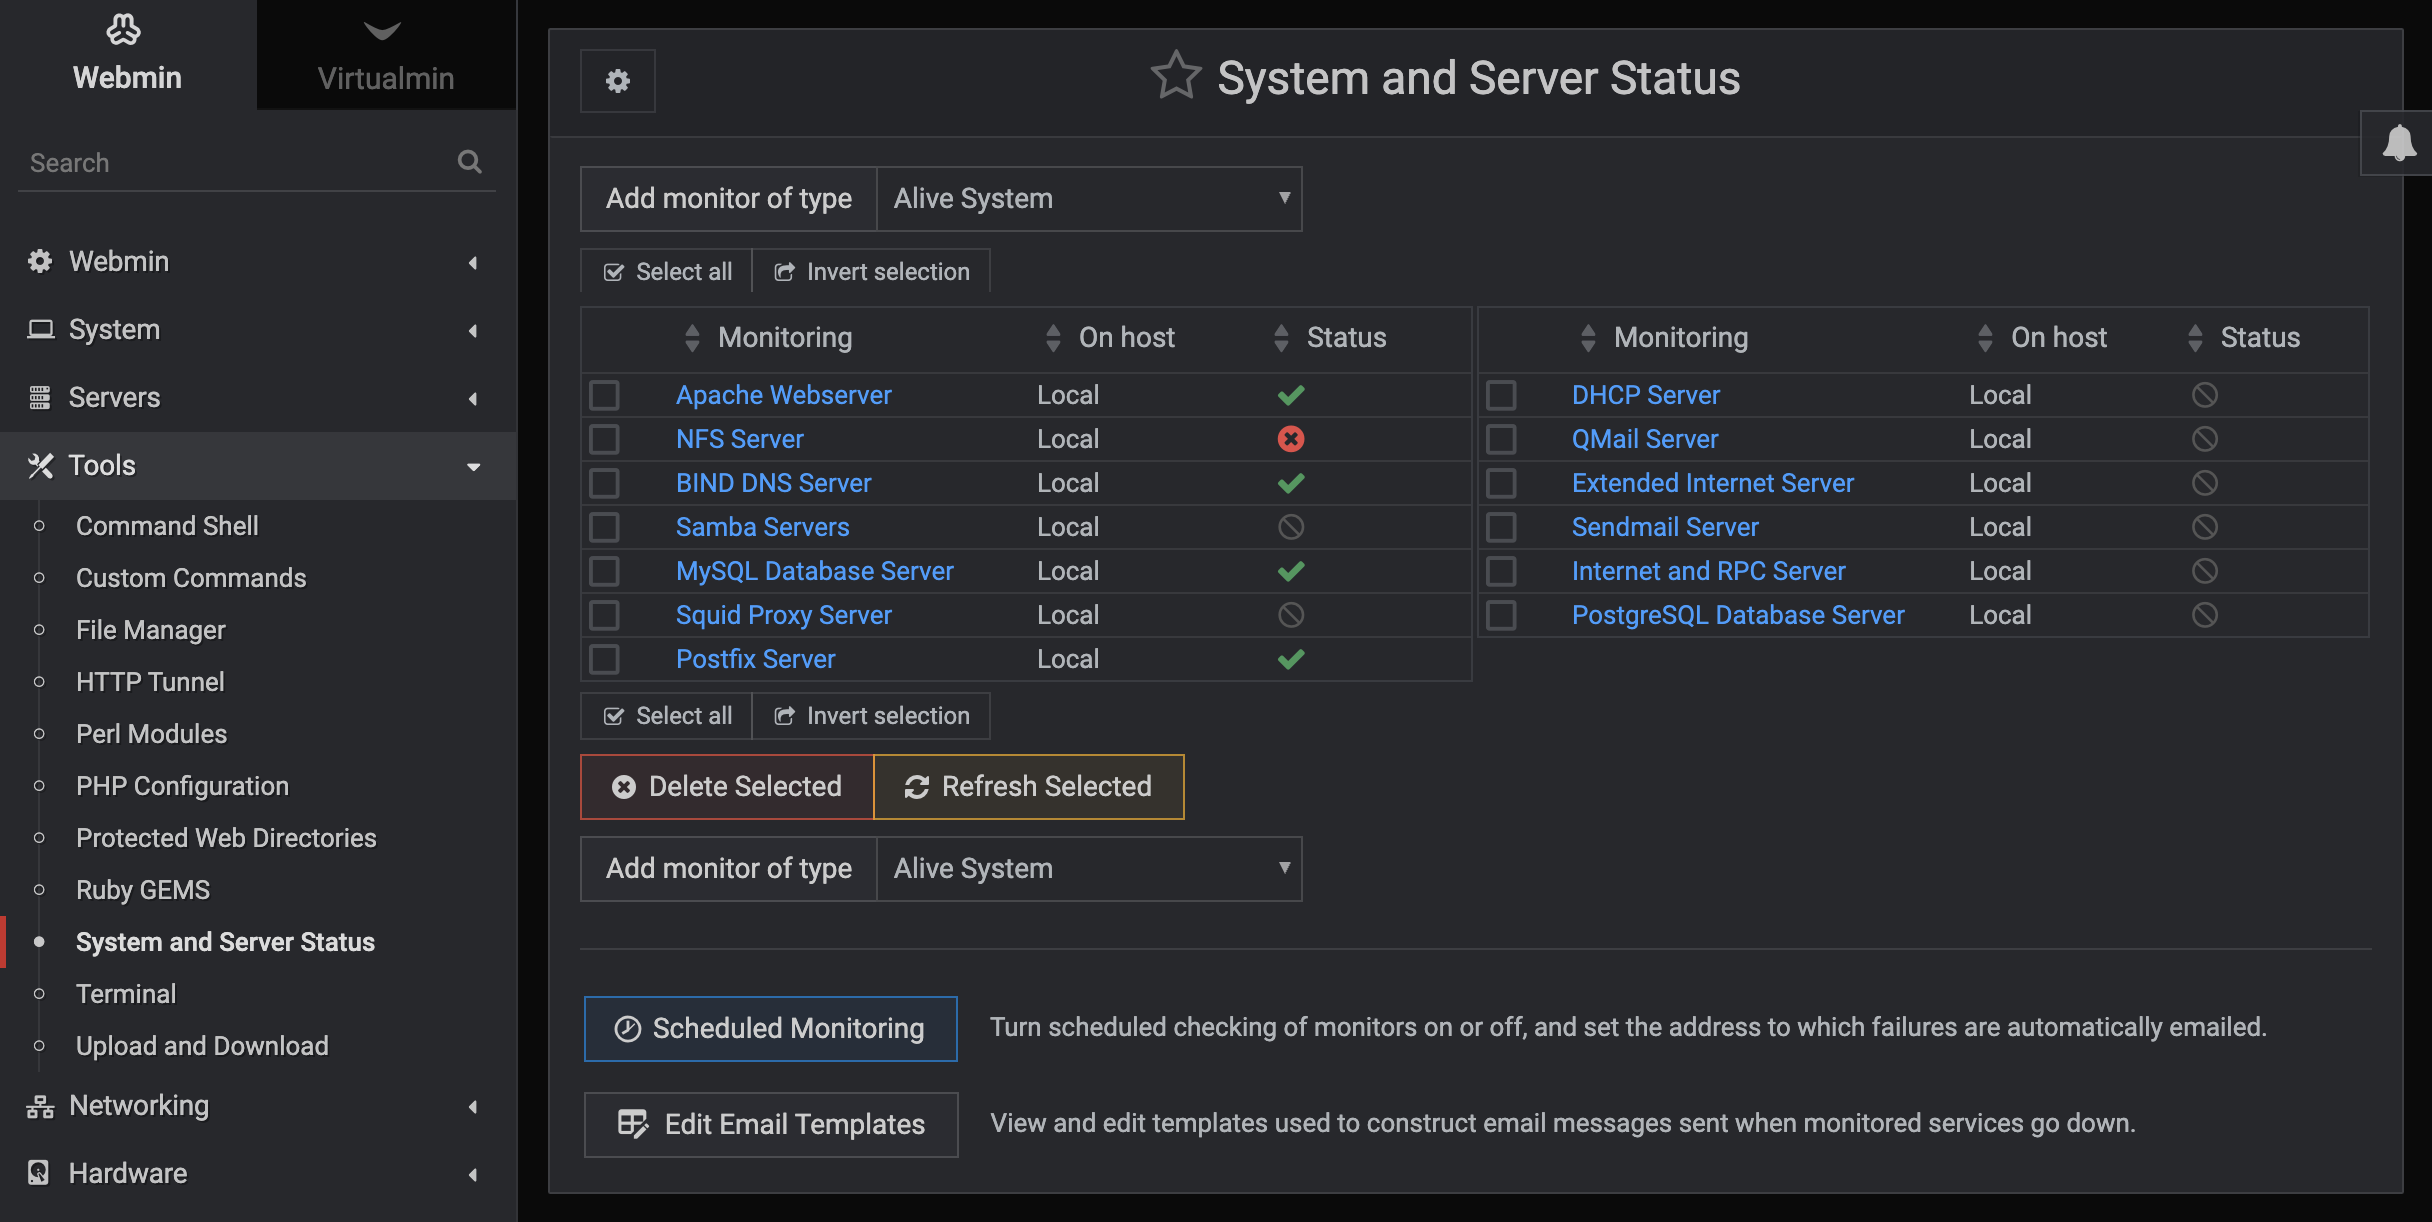 Webmin
Virtualmin
Search
Webmin
System
Servers
Tools
Command Shell
Custom Commands
File Manager
HTTP Tunnel
Perl Modules
PHP Configuration
Protected Web Directories
Ruby GEMS
System and Server Status
Terminal
Upload and Download
Networking
Hardware
System and Server Status
Add monitor of type Alive System
Select all Invert selection
Monitoring On host Status
Apache Webserver Local
NFS Server Local
BIND DNS Server Local
Samba Servers Local
MySQL Database Server Local
Squid Proxy Server Local
Postfix Server Local
Monitoring On host Status
DHCP Server Local
QMail Server Local
Extended Internet Server Local
Sendmail Server Local
Internet and RPC Server Local
PostgreSQL Database Server Local
Select all Invert selection
Delete Selected Refresh Selected
Add monitor of type Alive System
Scheduled Monitoring Turn scheduled checking of monitors on or off, and set the address to which failures are automatically emailed.
Edit Email Templates View and edit templates used to construct email messages sent when monitored services go down.